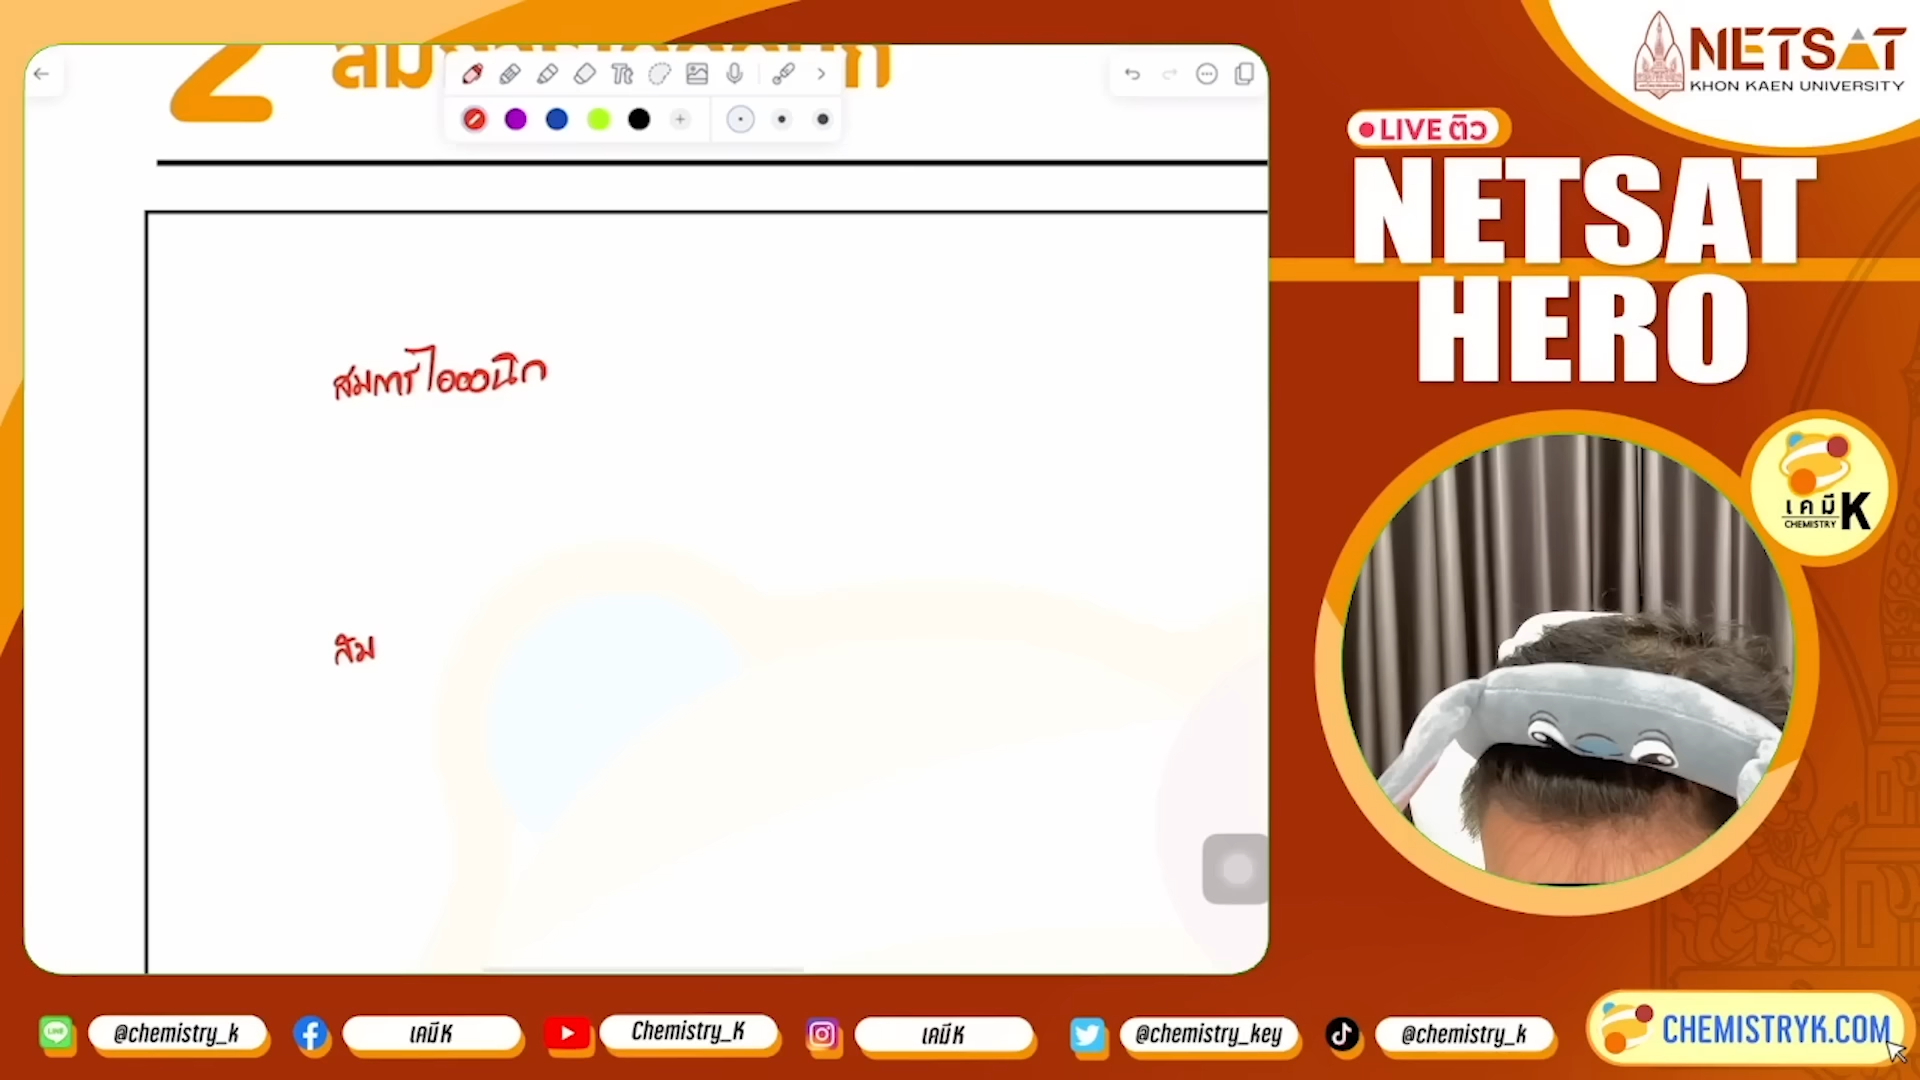 2
สมการไอออนิก
สม
NETSAT
KHON KAEN UNIVERSITY
LIVE ติว
NETSAT
HERO
เคมี K
CHEMISTRY
@chemistry_k
เคมี K
Chemistry_K
เคมี K
@chemistry_key
@chemistry_k
CHEMISTRYK.COM